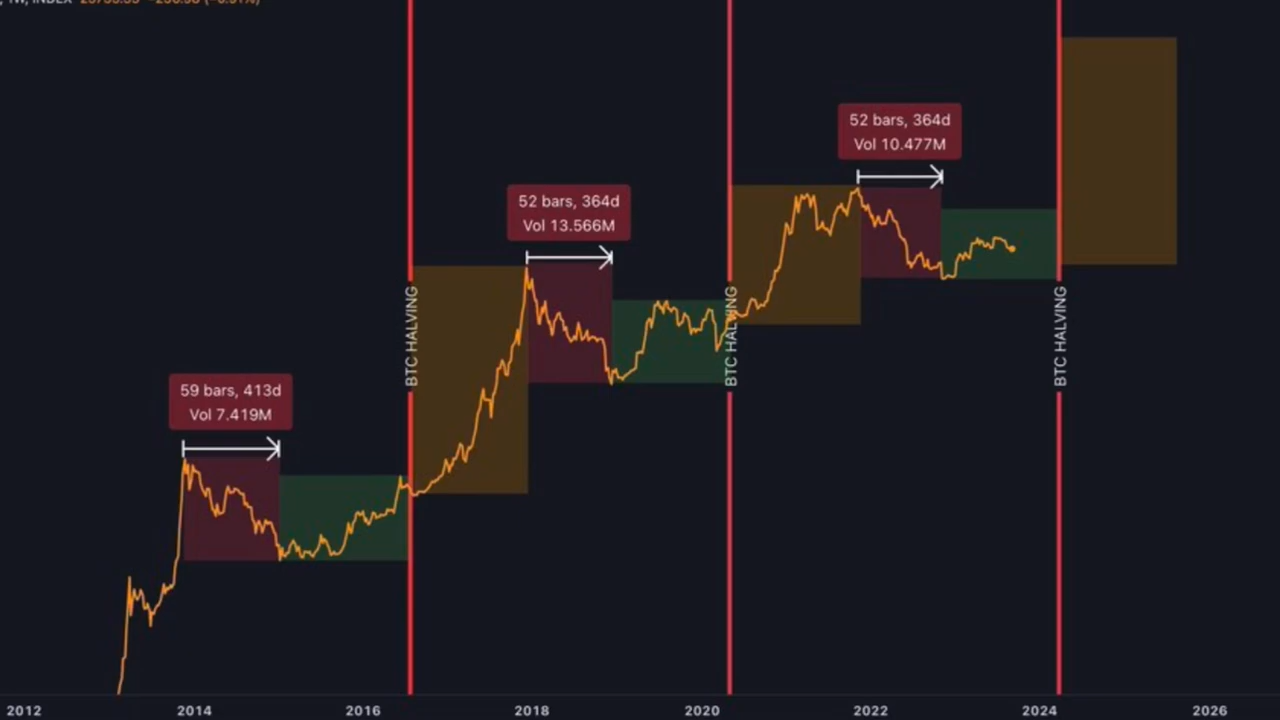 52 bars, 364d
Vol 10.477M
52 bars, 364d
Vol 13.566M
59 bars, 413d
Vol 7.419M
BTC HALVING
BTC HALVING
BTC HALVING
2012
2014
2016
2018
2020
2022
2024
2026